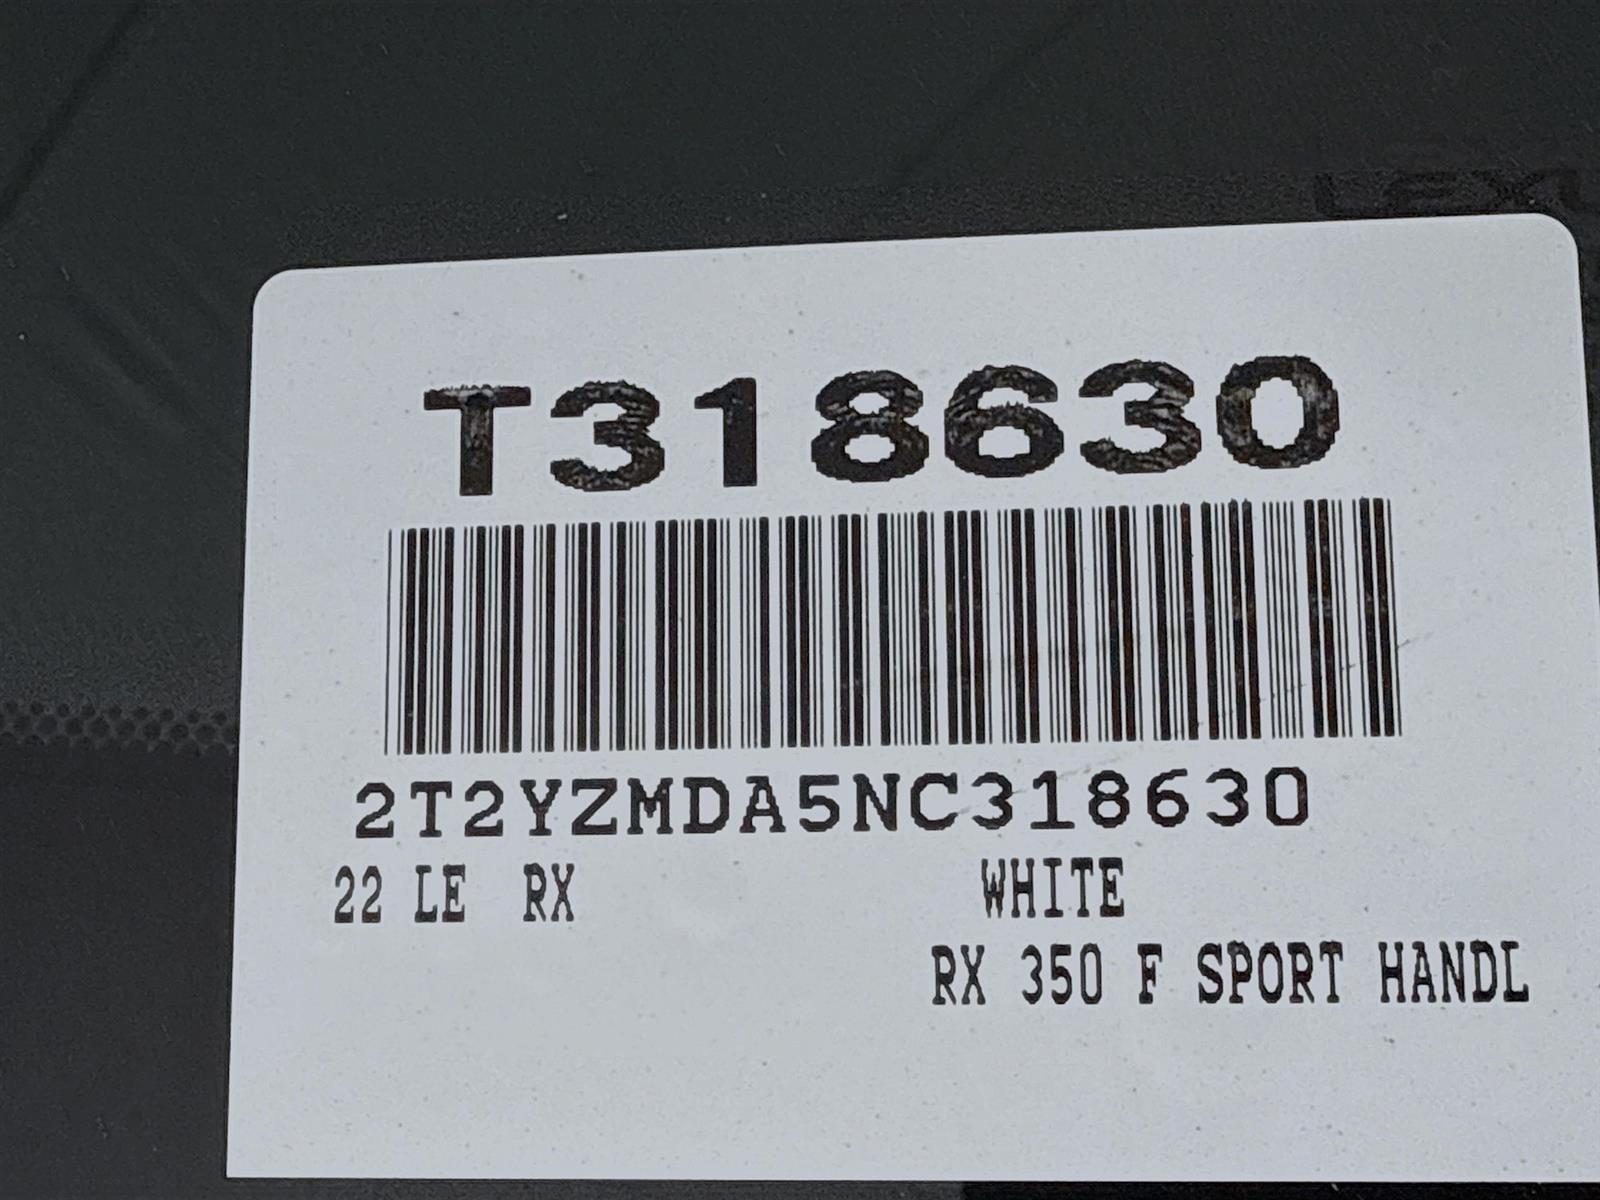 T318630
2T2YZMDA5NC318630
22 LE RX WHITE
RX 350 F SPORT HANDL